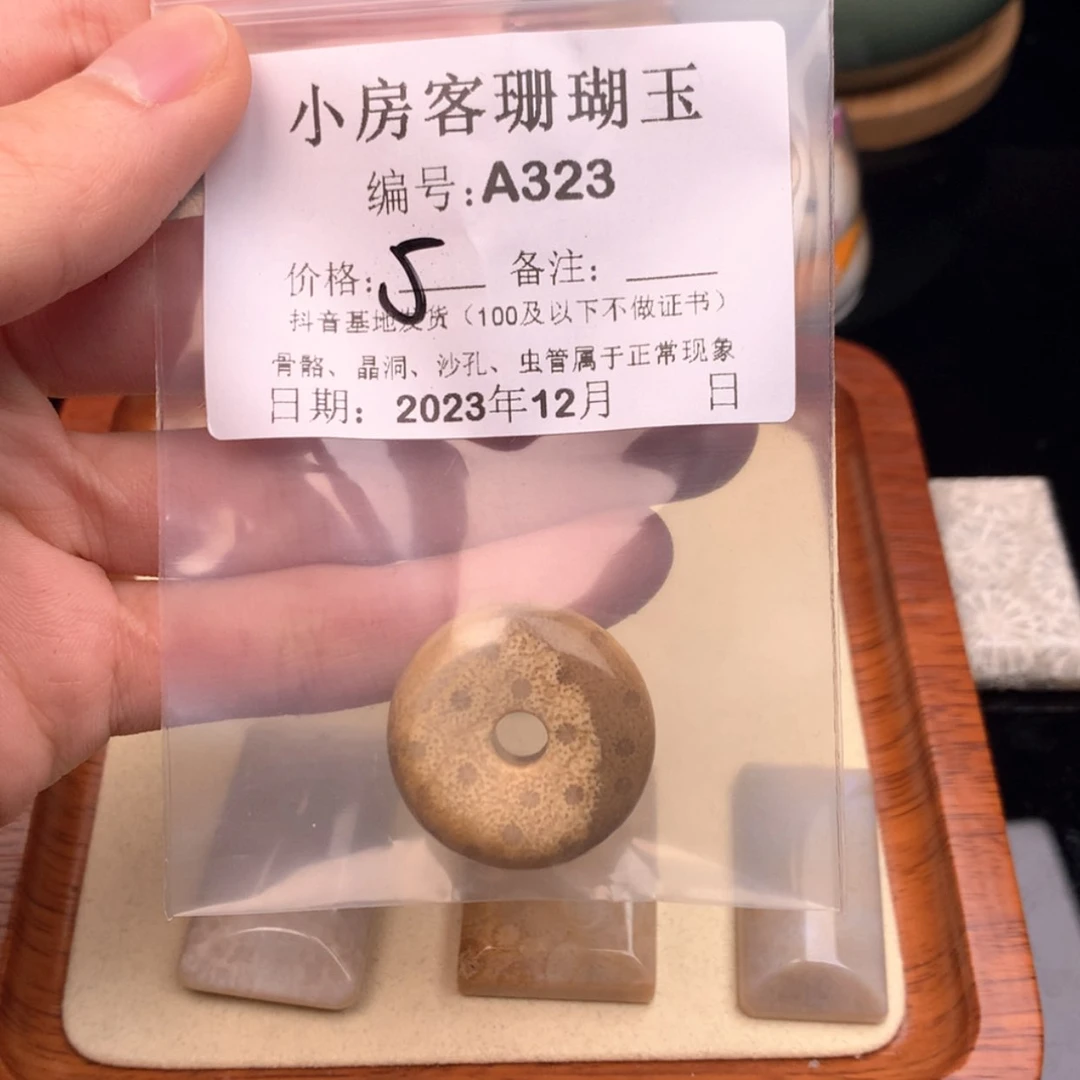 小房客珊瑚玉
编号:A323
价格: 5 备注:
抖音基地发货（100及以下不做证书）
骨骼、晶洞、沙孔、虫管属于正常现象
日期: 2023年12月 日